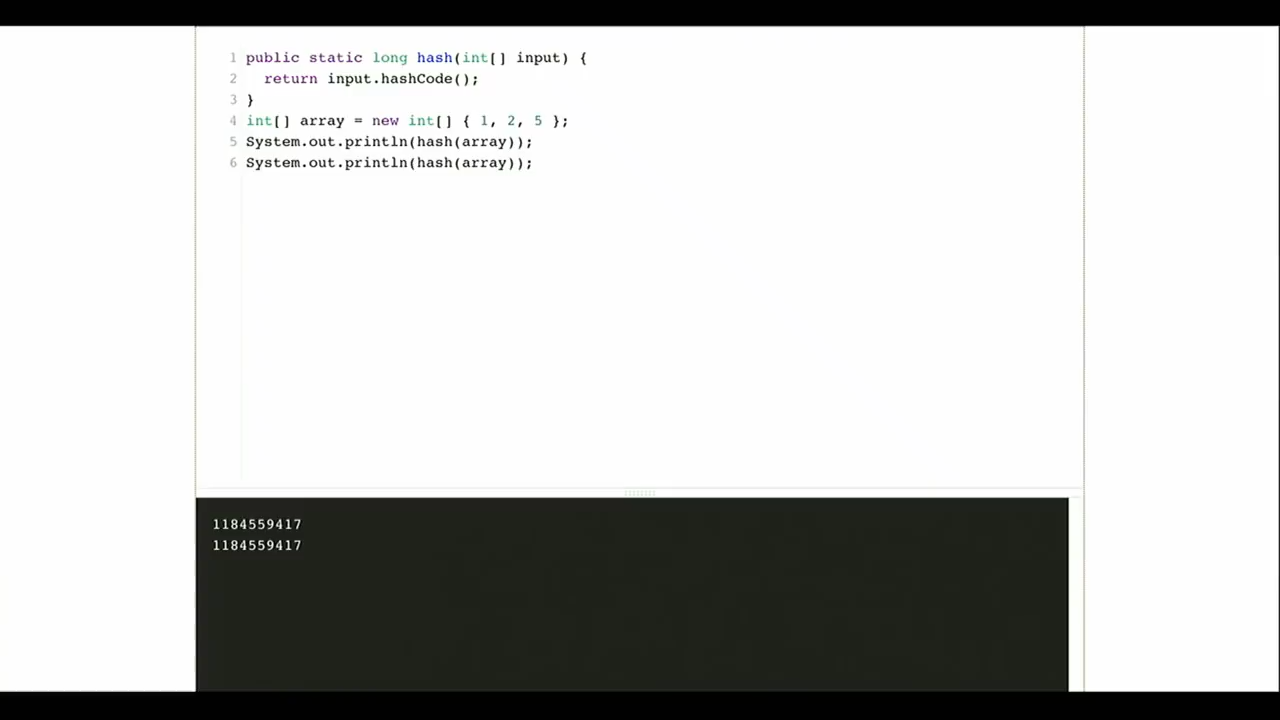 1 public static long hash(int[] input) {
2   return input.hashCode();
3 }
4 int[] array = new int[] { 1, 2, 5 };
5 System.out.println(hash(array));
6 System.out.println(hash(array));
1184559417
1184559417